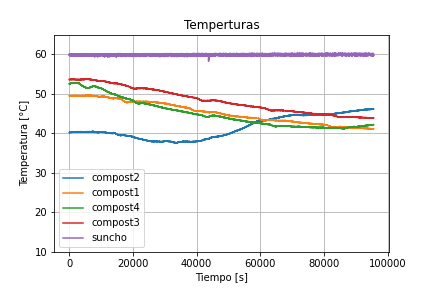 Temperturas
Temperatura [°C]
60
50
40
30
20
10
compost2
compost1
compost4
compost3
suncho
0
20000
40000
60000
80000
100000
Tiempo [s]